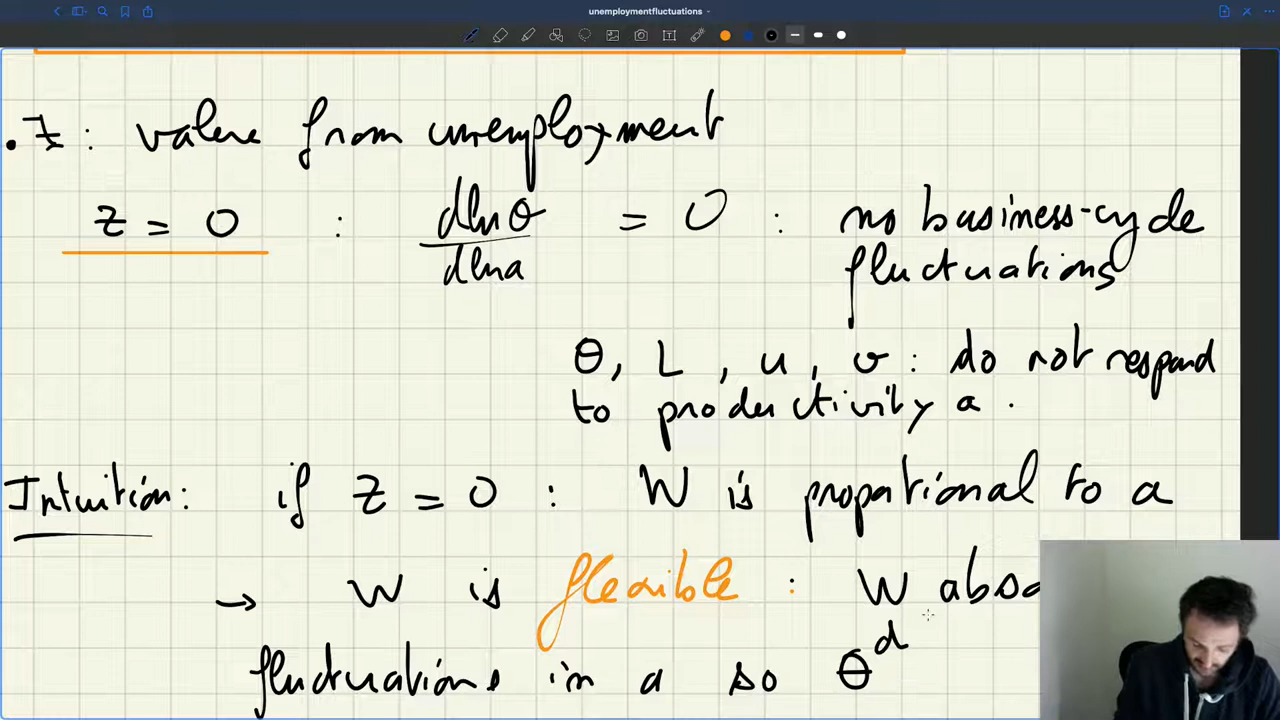 unemploymentfluctuations
. z : value from unemployment
z = 0 : dlnθ / dlna = 0 : no business-cycle
fluctuations
θ, L, u, v : do not respond
to productivity a .
Intuition: if z = 0 : W is proportional to a
→ W is flexible : W
fluctuations in a so θ^d